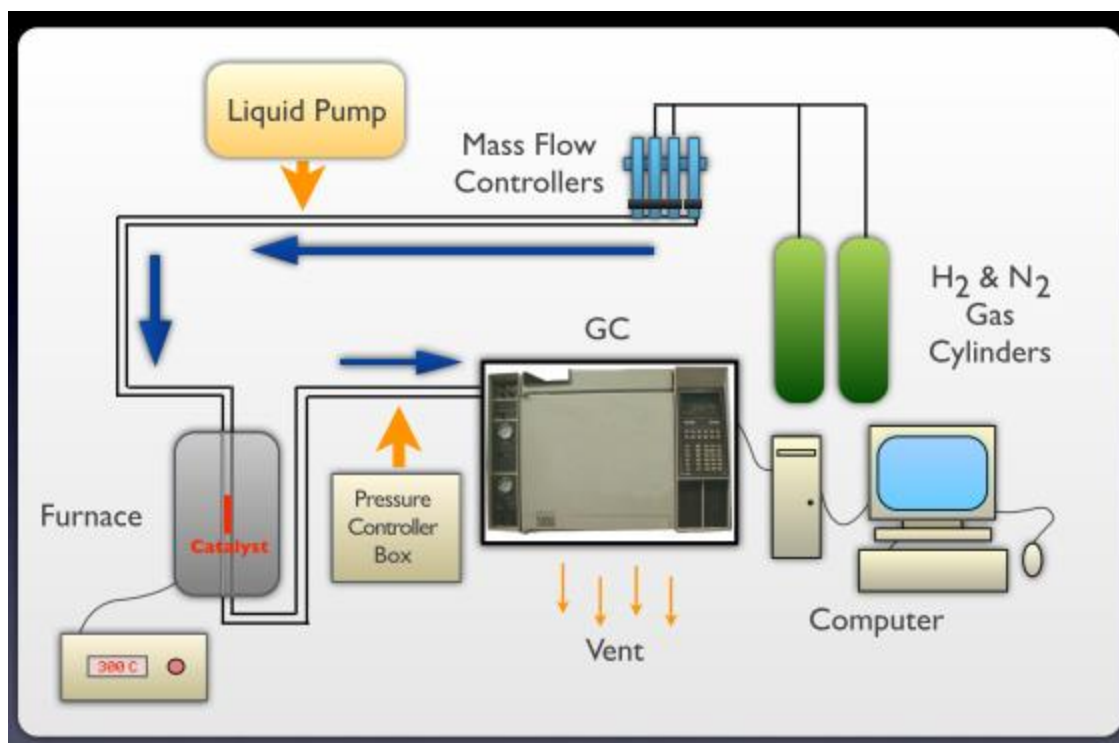 Liquid Pump
Mass Flow
Controllers
H2 & N2
Gas
Cylinders
GC
Furnace
Catalyst
Pressure
Controller
Box
300 C
Vent
Computer